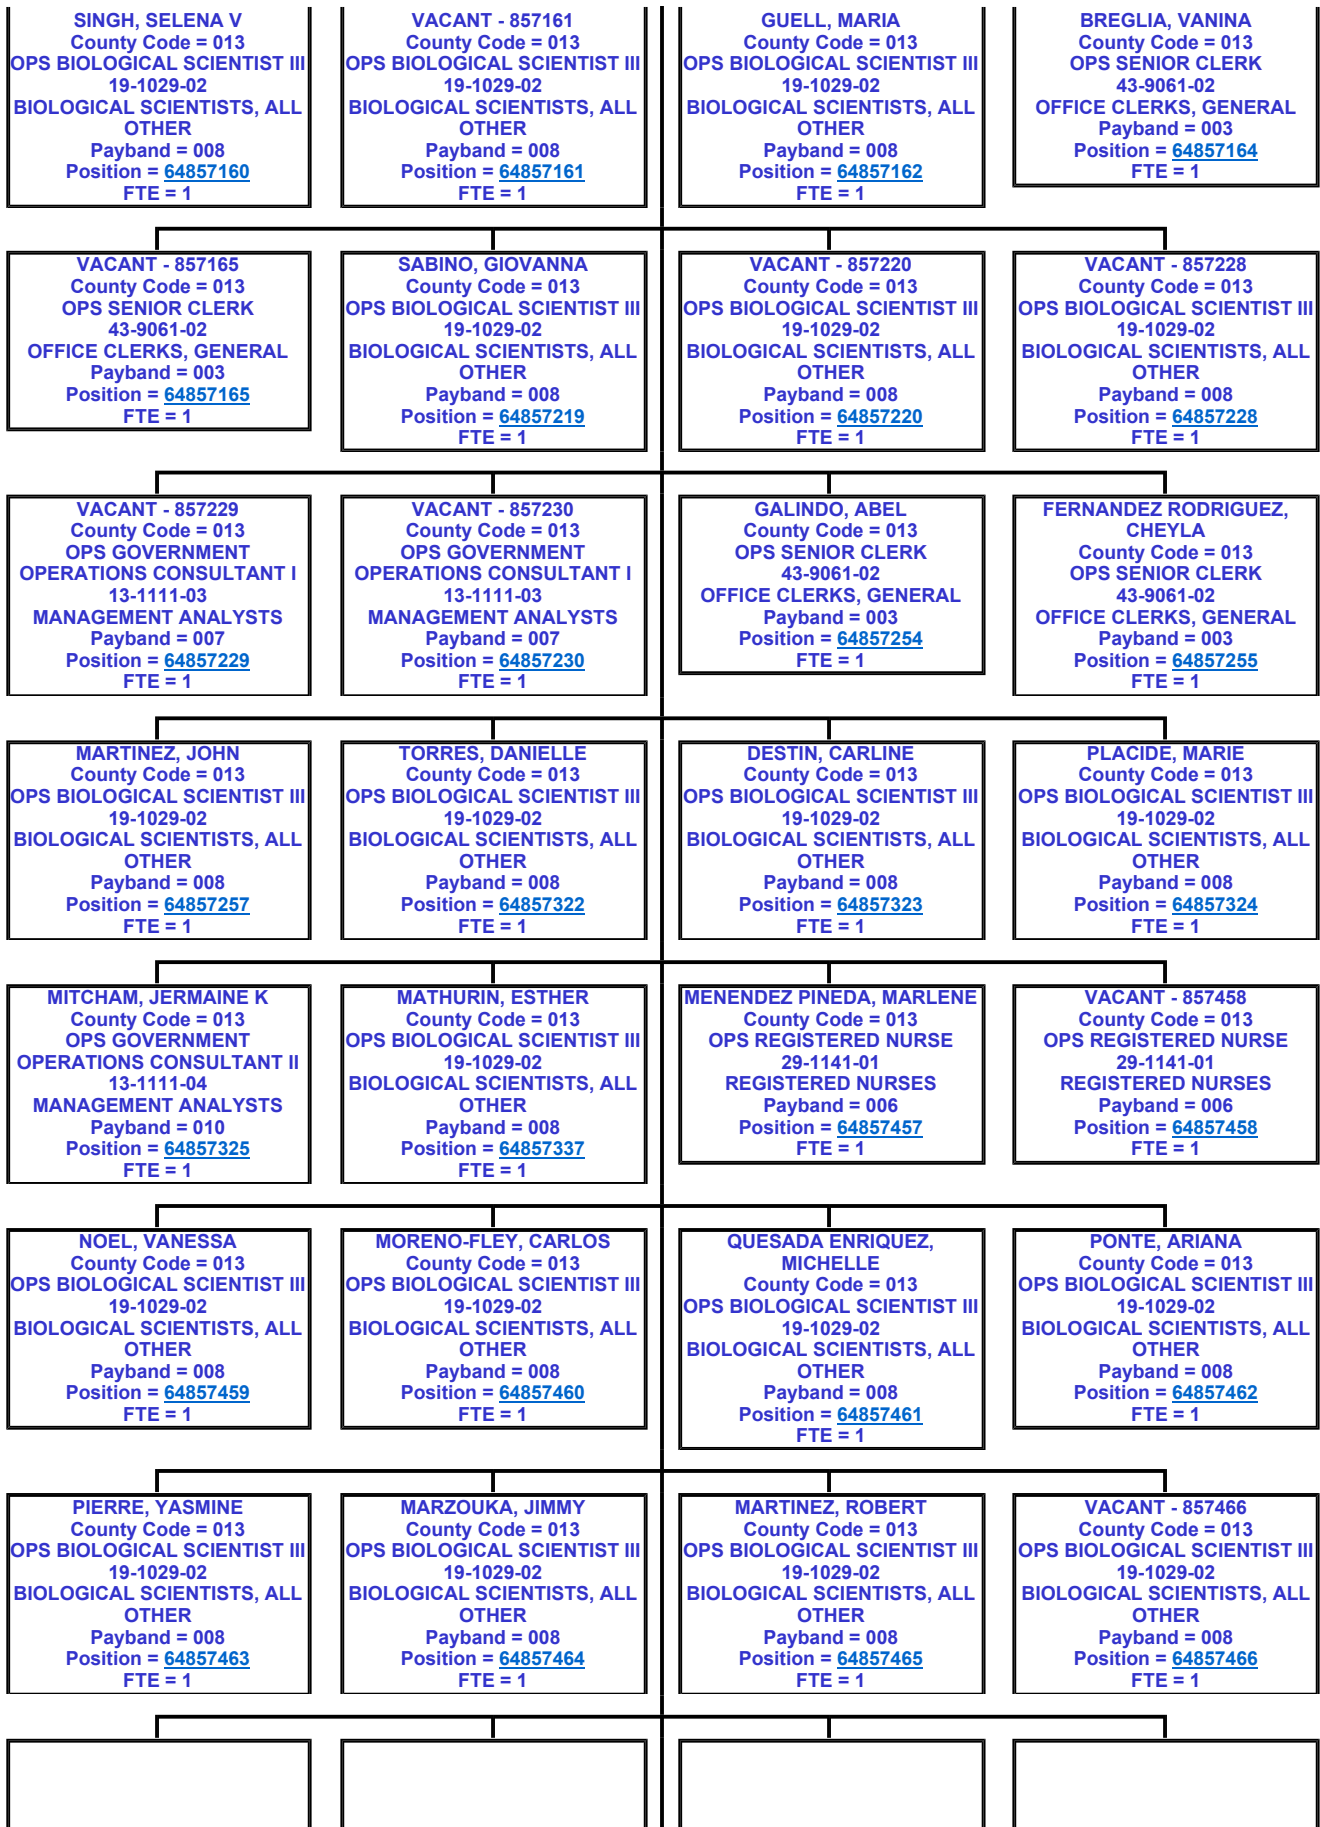 SINGH, SELENA V
County Code = 013
OPS BIOLOGICAL SCIENTIST III
19-1029-02
BIOLOGICAL SCIENTISTS, ALL
OTHER
Payband = 008
Position = 64857160
FTE = 1
VACANT - 857161
County Code = 013
OPS BIOLOGICAL SCIENTIST III
19-1029-02
BIOLOGICAL SCIENTISTS, ALL
OTHER
Payband = 008
Position = 64857161
FTE = 1
GUELL, MARIA
County Code = 013
OPS BIOLOGICAL SCIENTIST III
19-1029-02
BIOLOGICAL SCIENTISTS, ALL
OTHER
Payband = 008
Position = 64857162
FTE = 1
BREGLIA, VANINA
County Code = 013
OPS SENIOR CLERK
43-9061-02
OFFICE CLERKS, GENERAL
Payband = 003
Position = 64857164
FTE = 1
VACANT - 857165
County Code = 013
OPS SENIOR CLERK
43-9061-02
OFFICE CLERKS, GENERAL
Payband = 003
Position = 64857165
FTE = 1
SABINO, GIOVANNA
County Code = 013
OPS BIOLOGICAL SCIENTIST III
19-1029-02
BIOLOGICAL SCIENTISTS, ALL
OTHER
Payband = 008
Position = 64857219
FTE = 1
VACANT - 857220
County Code = 013
OPS BIOLOGICAL SCIENTIST III
19-1029-02
BIOLOGICAL SCIENTISTS, ALL
OTHER
Payband = 008
Position = 64857220
FTE = 1
VACANT - 857228
County Code = 013
OPS BIOLOGICAL SCIENTIST III
19-1029-02
BIOLOGICAL SCIENTISTS, ALL
OTHER
Payband = 008
Position = 64857228
FTE = 1
VACANT - 857229
County Code = 013
OPS GOVERNMENT
OPERATIONS CONSULTANT I
13-1111-03
MANAGEMENT ANALYSTS
Payband = 007
Position = 64857229
FTE = 1
VACANT - 857230
County Code = 013
OPS GOVERNMENT
OPERATIONS CONSULTANT I
13-1111-03
MANAGEMENT ANALYSTS
Payband = 007
Position = 64857230
FTE = 1
GALINDO, ABEL
County Code = 013
OPS SENIOR CLERK
43-9061-02
OFFICE CLERKS, GENERAL
Payband = 003
Position = 64857254
FTE = 1
FERNANDEZ RODRIGUEZ,
CHEYLA
County Code = 013
OPS SENIOR CLERK
43-9061-02
OFFICE CLERKS, GENERAL
Payband = 003
Position = 64857255
FTE = 1
MARTINEZ, JOHN
County Code = 013
OPS BIOLOGICAL SCIENTIST III
19-1029-02
BIOLOGICAL SCIENTISTS, ALL
OTHER
Payband = 008
Position = 64857257
FTE = 1
TORRES, DANIELLE
County Code = 013
OPS BIOLOGICAL SCIENTIST III
19-1029-02
BIOLOGICAL SCIENTISTS, ALL
OTHER
Payband = 008
Position = 64857322
FTE = 1
DESTIN, CARLINE
County Code = 013
OPS BIOLOGICAL SCIENTIST III
19-1029-02
BIOLOGICAL SCIENTISTS, ALL
OTHER
Payband = 008
Position = 64857323
FTE = 1
PLACIDE, MARIE
County Code = 013
OPS BIOLOGICAL SCIENTIST III
19-1029-02
BIOLOGICAL SCIENTISTS, ALL
OTHER
Payband = 008
Position = 64857324
FTE = 1
MITCHAM, JERMAINE K
County Code = 013
OPS GOVERNMENT
OPERATIONS CONSULTANT II
13-1111-04
MANAGEMENT ANALYSTS
Payband = 010
Position = 64857325
FTE = 1
MATHURIN, ESTHER
County Code = 013
OPS BIOLOGICAL SCIENTIST III
19-1029-02
BIOLOGICAL SCIENTISTS, ALL
OTHER
Payband = 008
Position = 64857337
FTE = 1
MENENDEZ PINEDA, MARLENE
County Code = 013
OPS REGISTERED NURSE
29-1141-01
REGISTERED NURSES
Payband = 006
Position = 64857457
FTE = 1
VACANT - 857458
County Code = 013
OPS REGISTERED NURSE
29-1141-01
REGISTERED NURSES
Payband = 006
Position = 64857458
FTE = 1
NOEL, VANESSA
County Code = 013
OPS BIOLOGICAL SCIENTIST III
19-1029-02
BIOLOGICAL SCIENTISTS, ALL
OTHER
Payband = 008
Position = 64857459
FTE = 1
MORENO-FLEY, CARLOS
County Code = 013
OPS BIOLOGICAL SCIENTIST III
19-1029-02
BIOLOGICAL SCIENTISTS, ALL
OTHER
Payband = 008
Position = 64857460
FTE = 1
QUESADA ENRIQUEZ,
MICHELLE
County Code = 013
OPS BIOLOGICAL SCIENTIST III
19-1029-02
BIOLOGICAL SCIENTISTS, ALL
OTHER
Payband = 008
Position = 64857461
FTE = 1
PONTE, ARIANA
County Code = 013
OPS BIOLOGICAL SCIENTIST III
19-1029-02
BIOLOGICAL SCIENTISTS, ALL
OTHER
Payband = 008
Position = 64857462
FTE = 1
PIERRE, YASMINE
County Code = 013
OPS BIOLOGICAL SCIENTIST III
19-1029-02
BIOLOGICAL SCIENTISTS, ALL
OTHER
Payband = 008
Position = 64857463
FTE = 1
MARZOUKA, JIMMY
County Code = 013
OPS BIOLOGICAL SCIENTIST III
19-1029-02
BIOLOGICAL SCIENTISTS, ALL
OTHER
Payband = 008
Position = 64857464
FTE = 1
MARTINEZ, ROBERT
County Code = 013
OPS BIOLOGICAL SCIENTIST III
19-1029-02
BIOLOGICAL SCIENTISTS, ALL
OTHER
Payband = 008
Position = 64857465
FTE = 1
VACANT - 857466
County Code = 013
OPS BIOLOGICAL SCIENTIST III
19-1029-02
BIOLOGICAL SCIENTISTS, ALL
OTHER
Payband = 008
Position = 64857466
FTE = 1